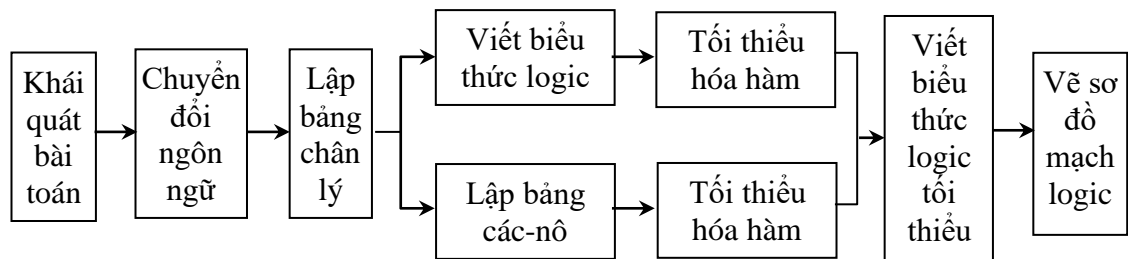 Khái
quát
bài
toán
Chuyển
đổi
ngôn
ngữ
Lập
bảng
chân
lý
Viết biểu
thức logic
Tối thiểu
hóa hàm
Lập bảng
các-nô
Tối thiểu
hóa hàm
Viết
biểu
thức
logic
tối
thiểu
Vẽ sơ
đồ
mạch
logic